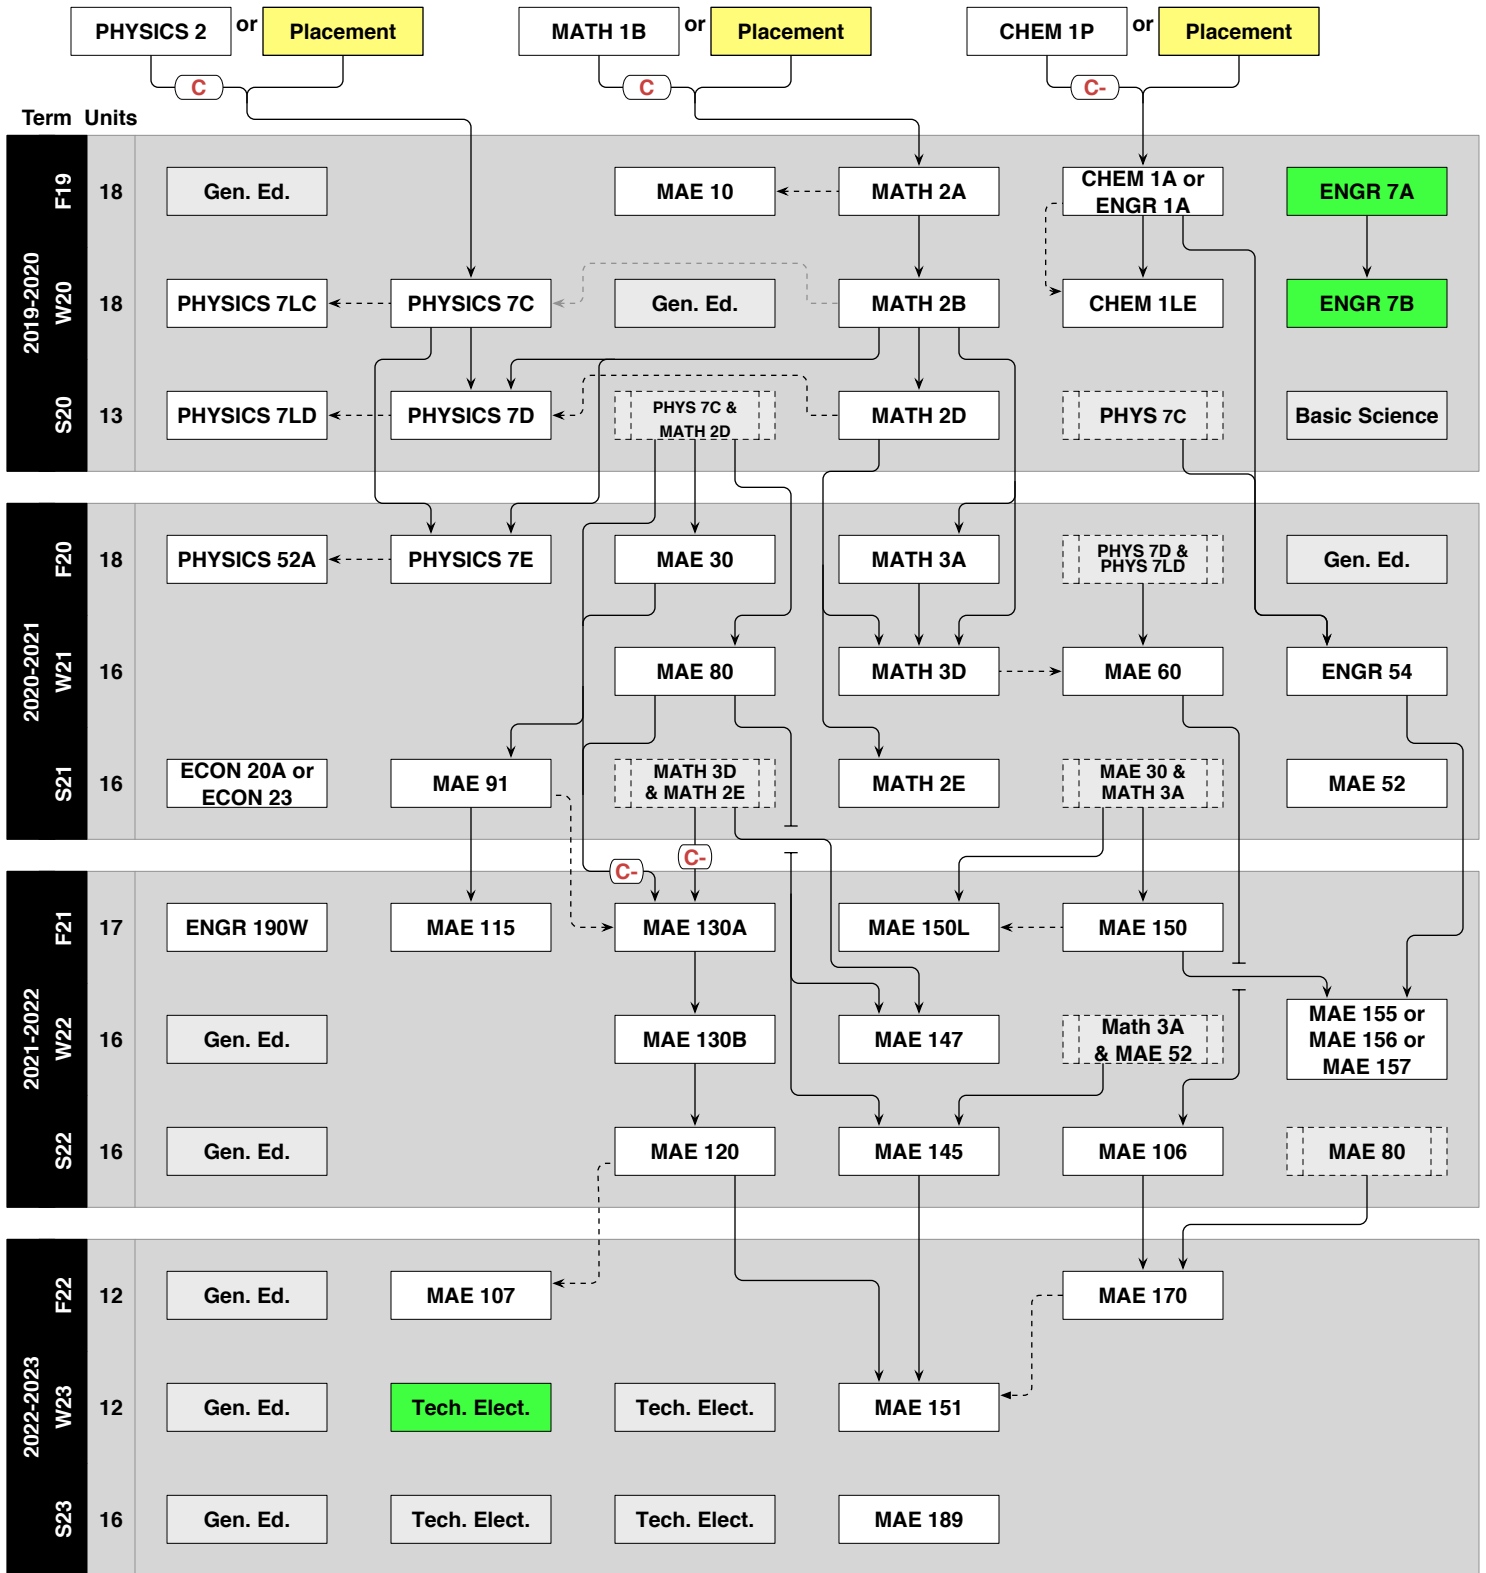 PHYSICS 2 or Placement MATH 1B or Placement CHEM 1P or Placement
C C C-
Term Units
2019-2020
F19 18 Gen. Ed. MAE 10 MATH 2A CHEM 1A or
ENGR 1A ENGR 7A
W20 18 PHYSICS 7LC PHYSICS 7C Gen. Ed. MATH 2B CHEM 1LE ENGR 7B
S20 13 PHYSICS 7LD PHYSICS 7D PHYS 7C &
MATH 2D MATH 2D PHYS 7C Basic Science
2020-2021
F20 18 PHYSICS 52A PHYSICS 7E MAE 30 MATH 3A PHYS 7D &
PHYS 7LD Gen. Ed.
W21 16 MAE 80 MATH 3D MAE 60 ENGR 54
S21 16 ECON 20A or
ECON 23 MAE 91 MATH 3D
& MATH 2E MATH 2E MAE 30 &
MATH 3A MAE 52
C- C-
2021-2022
F21 17 ENGR 190W MAE 115 MAE 130A MAE 150L MAE 150
W22 16 Gen. Ed. MAE 130B MAE 147 Math 3A
& MAE 52 MAE 155 or
MAE 156 or
MAE 157
S22 16 Gen. Ed. MAE 120 MAE 145 MAE 106 MAE 80
2022-2023
F22 12 Gen. Ed. MAE 107 MAE 170
W23 12 Gen. Ed. Tech. Elect. Tech. Elect. MAE 151
S23 16 Gen. Ed. Tech. Elect. Tech. Elect. MAE 189